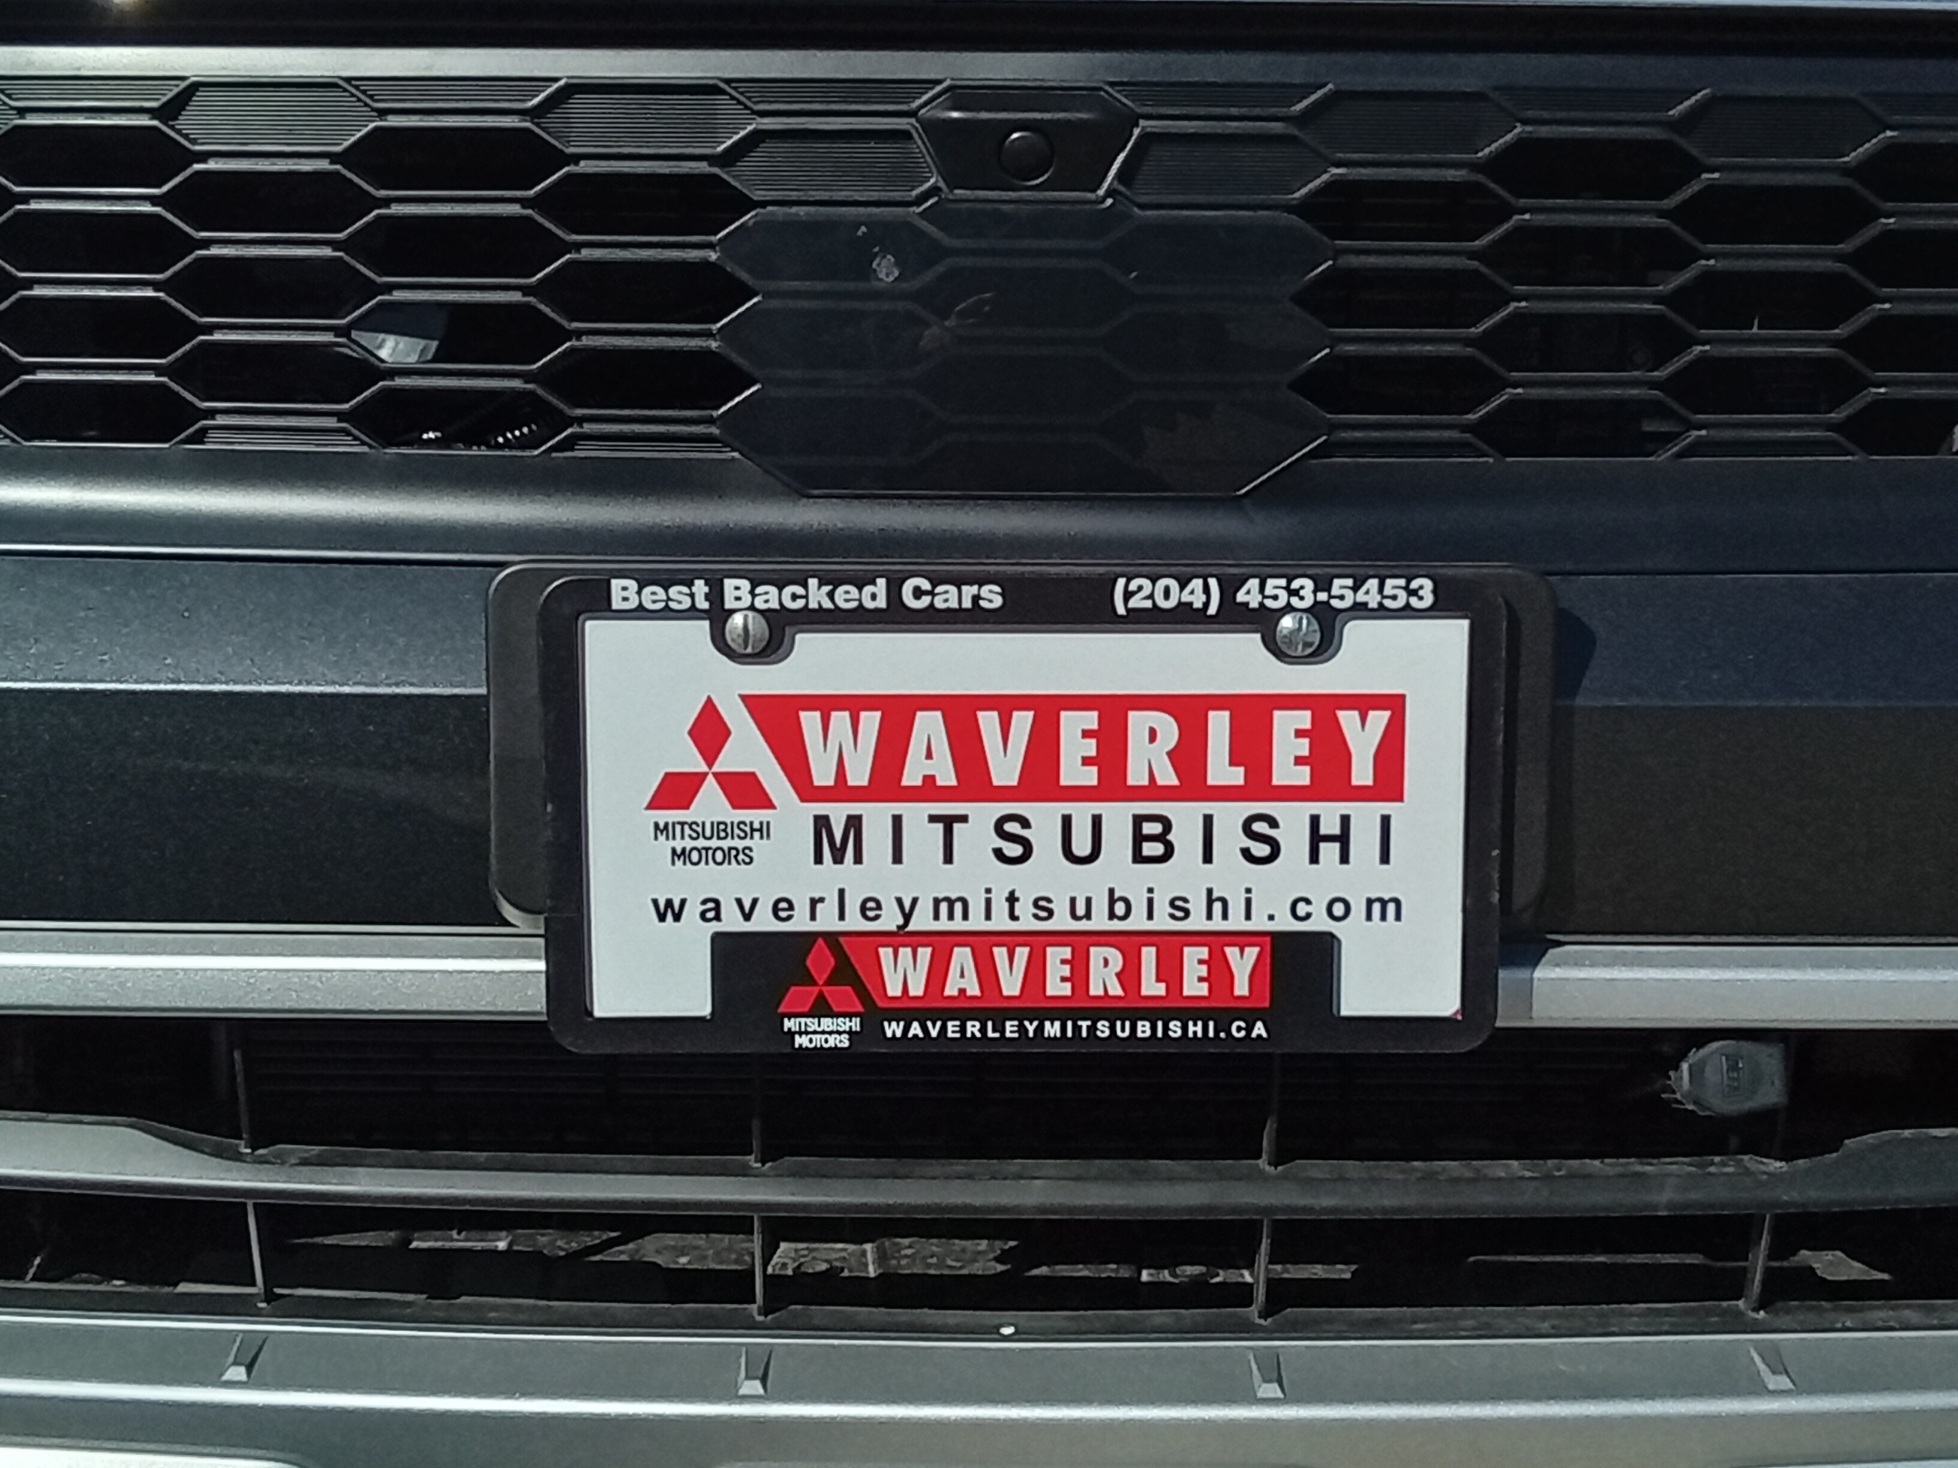 Best Backed Cars (204) 453-5453
WAVERLEY
MITSUBISHI
MITSUBISHI
MOTORS
waverleymitsubishi.com
WAVERLEY
MITSUBISHI
MOTORS
WAVERLEYMITSUBISHI.CA